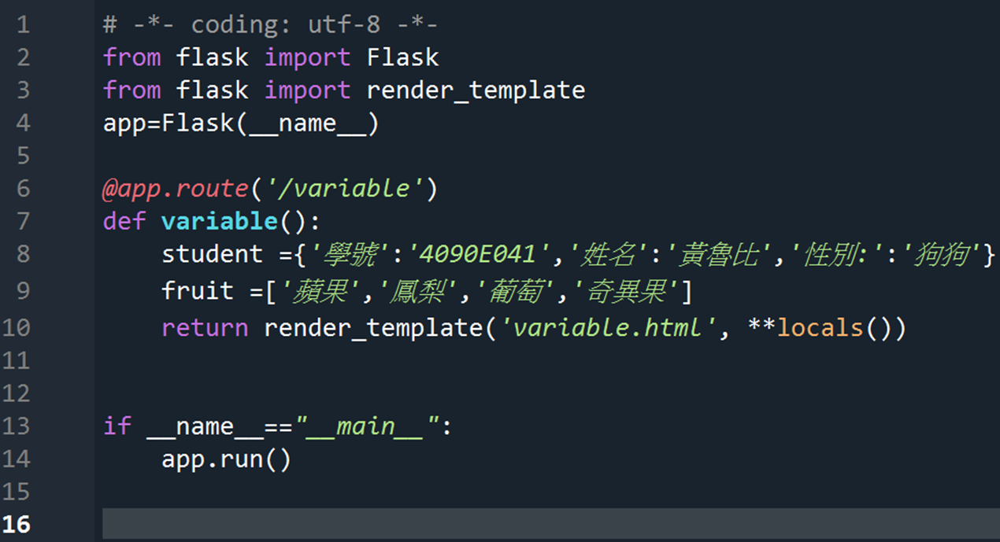 1 # -*- coding: utf-8 -*-
2 from flask import Flask
3 from flask import render_template
4 app=Flask(__name__)
5
6 @app.route('/variable')
7 def variable():
8 student ={'學號':'4090E041','姓名':'黃魯比','性別:':'狗狗'}
9 fruit =['蘋果','鳳梨','葡萄','奇異果']
10 return render_template('variable.html', **locals())
11
12
13 if __name__=="__main__":
14 app.run()
15
16